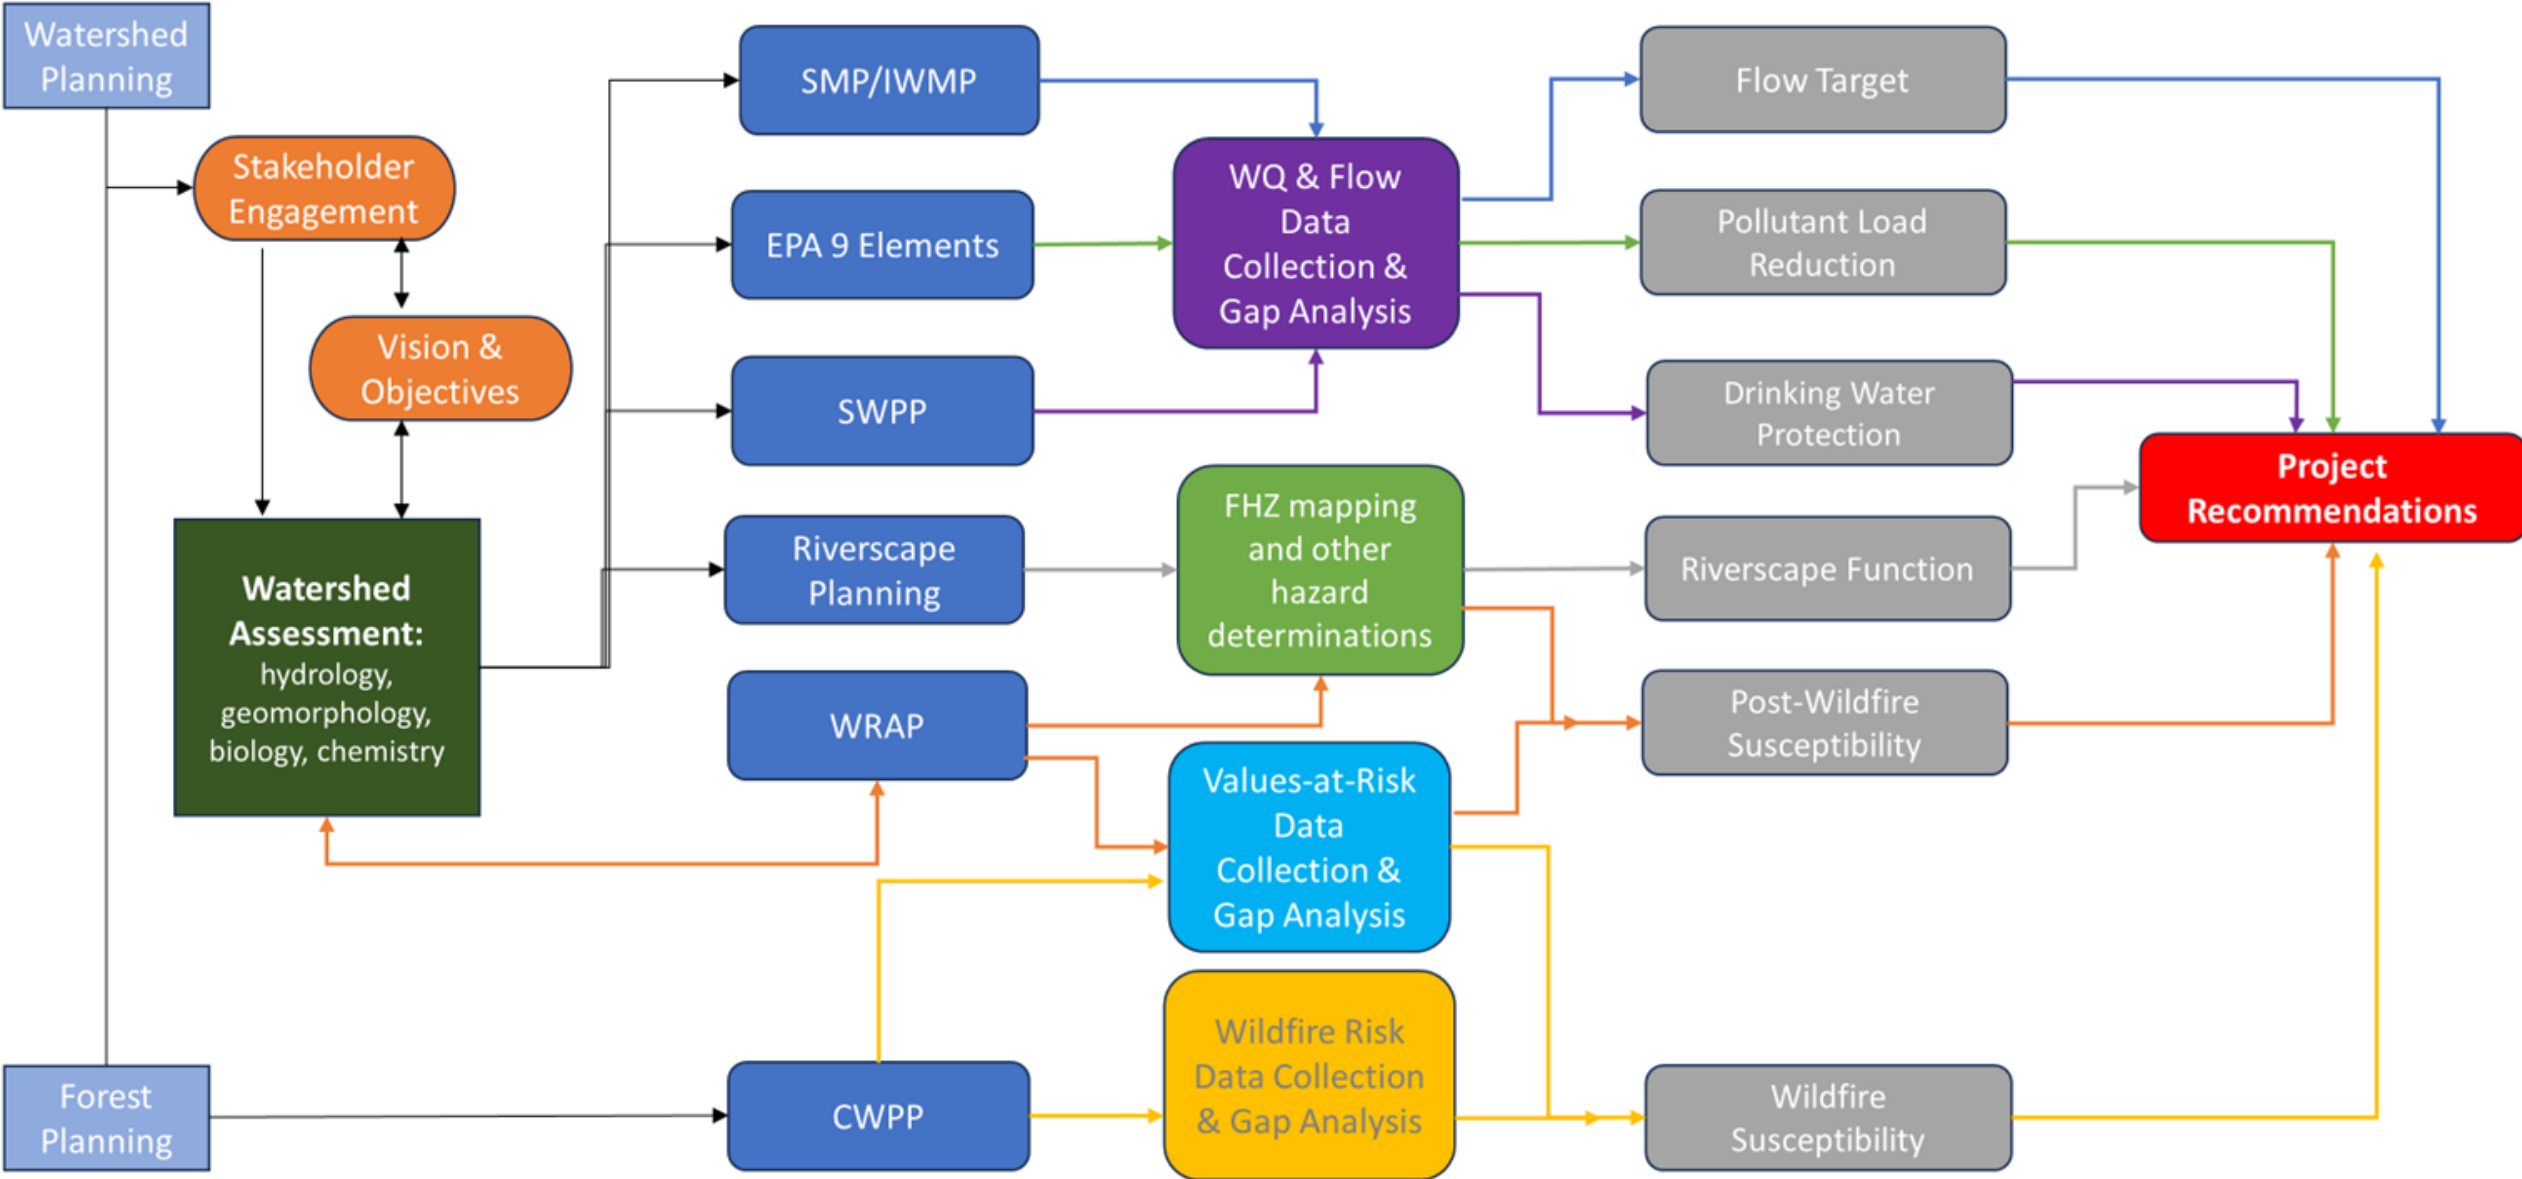 Watershed
Planning
Stakeholder
Engagement
Vision &
Objectives
Watershed
Assessment:
hydrology,
geomorphology,
biology, chemistry
Forest
Planning
SMP/IWMP
EPA 9 Elements
SWPP
Riverscape
Planning
WRAP
CWPP
WQ & Flow
Data
Collection &
Gap Analysis
FHZ mapping
and other
hazard
determinations
Values-at-Risk
Data
Collection &
Gap Analysis
Wildfire Risk
Data Collection
& Gap Analysis
Flow Target
Pollutant Load
Reduction
Drinking Water
Protection
Riverscape Function
Post-Wildfire
Susceptibility
Wildfire
Susceptibility
Project
Recommendations